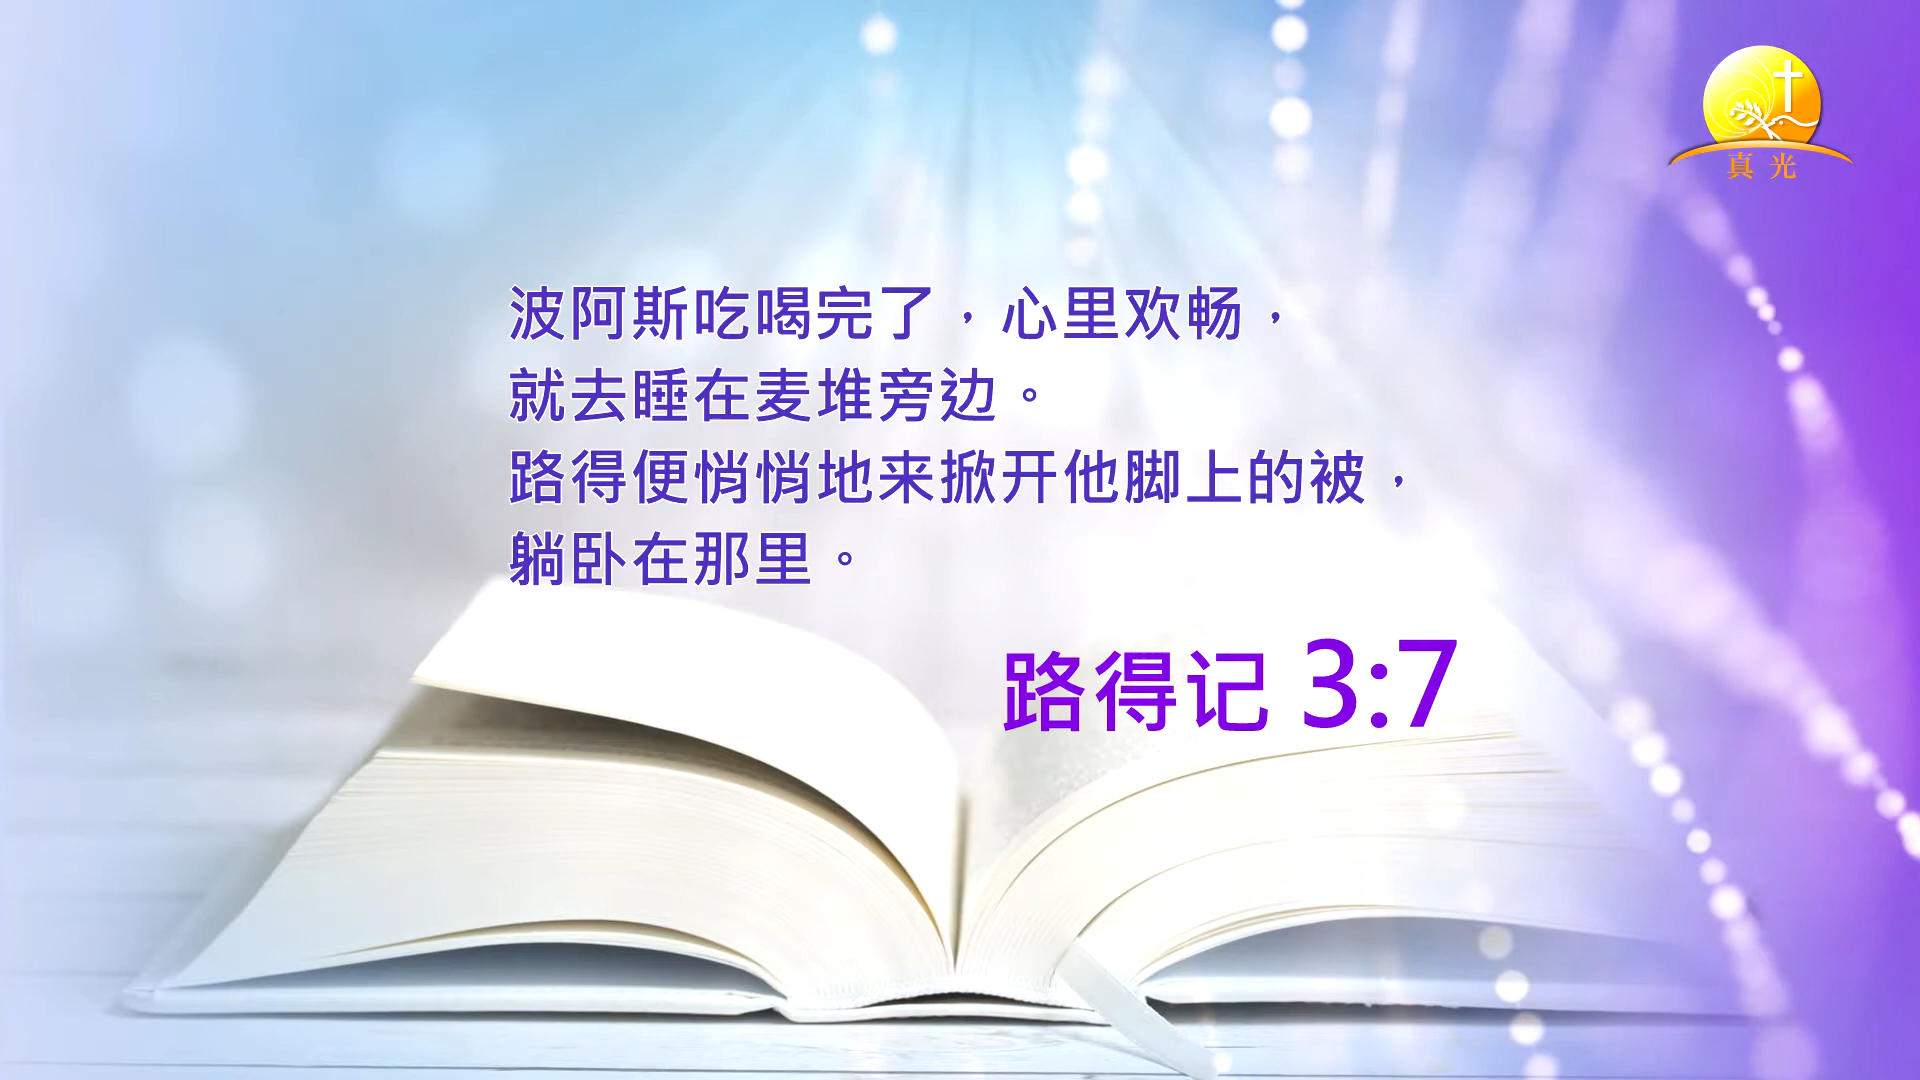 真光
波阿斯吃喝完了，心里欢畅，
就去睡在麦堆旁边。
路得便悄悄地来掀开他脚上的被，
躺卧在那里。
路得记 3:7